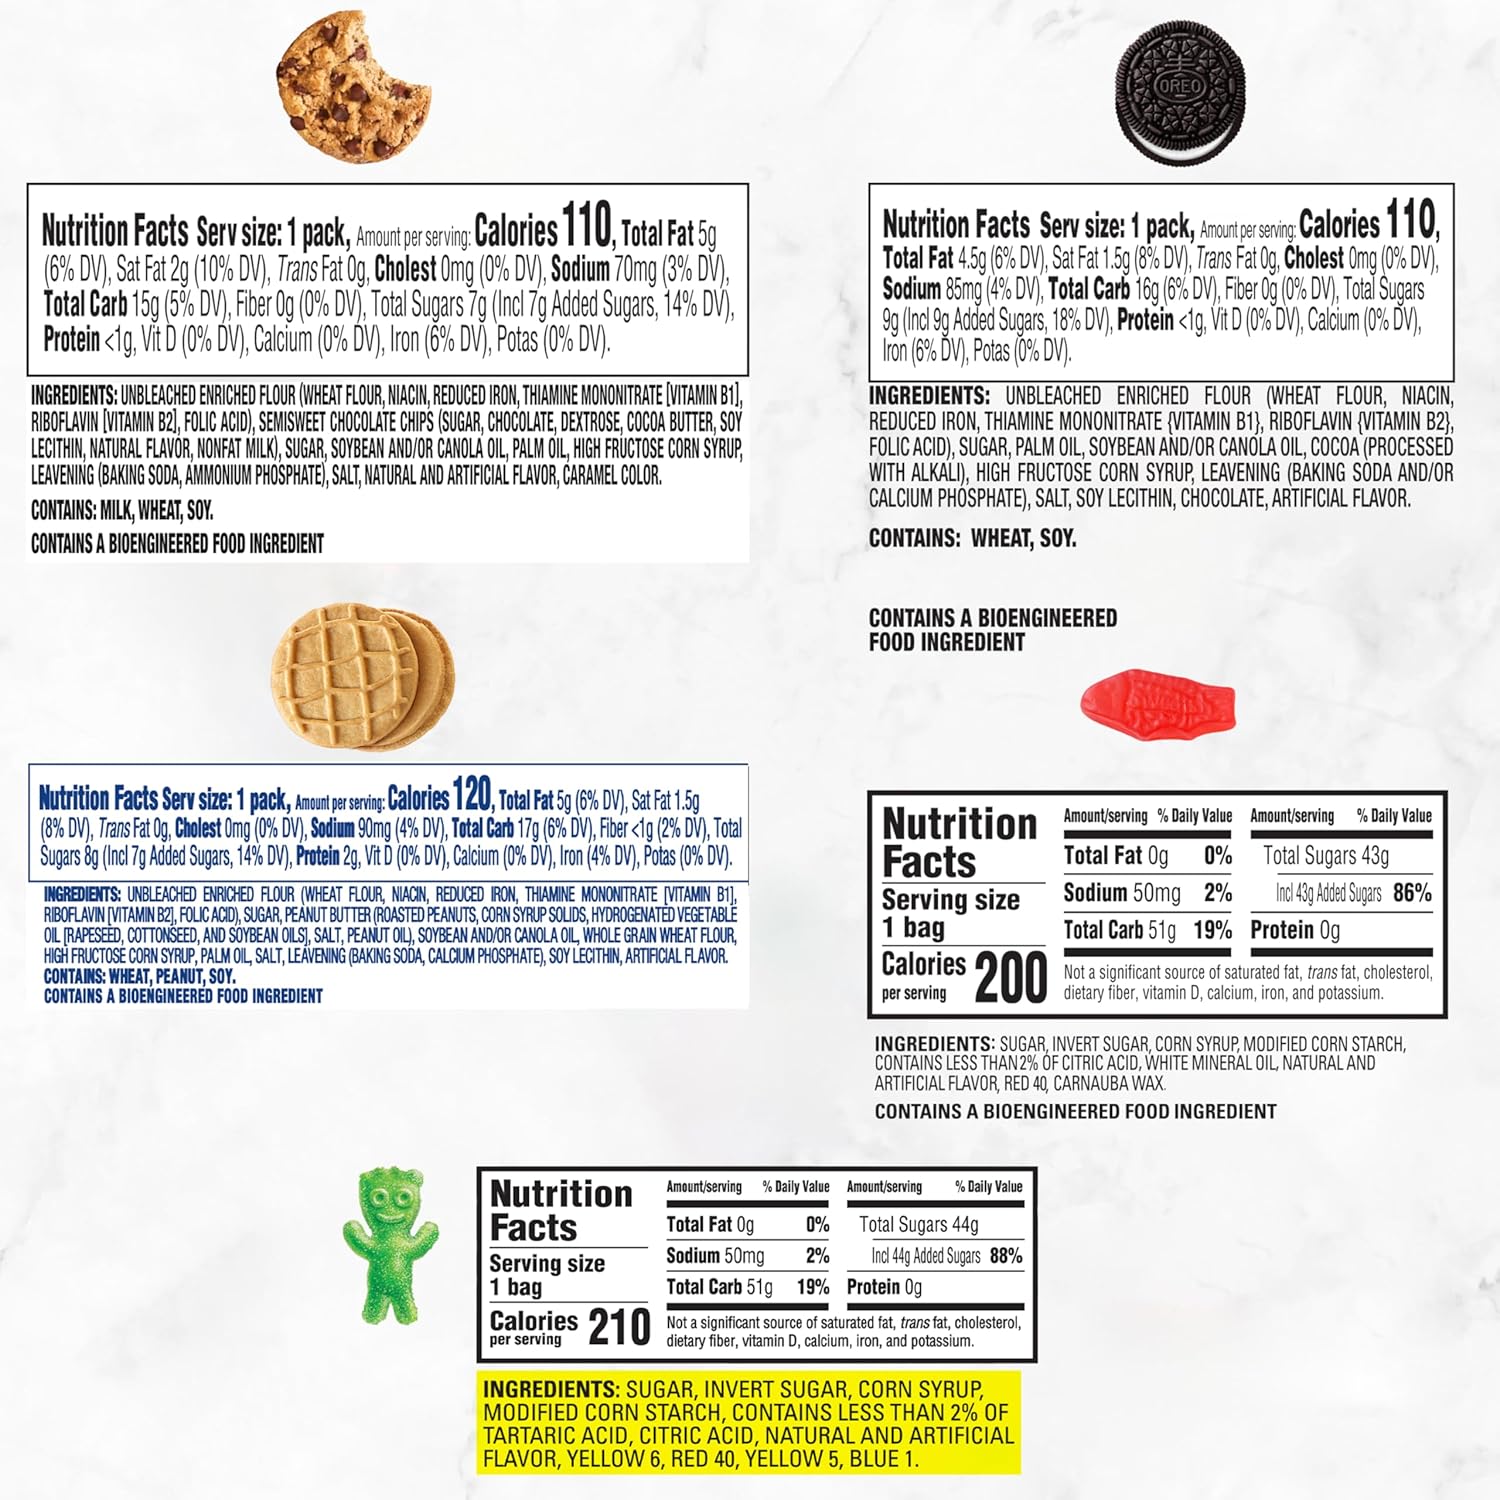 OREO
Nutrition Facts Serv size: 1 pack, Amount per serving: Calories 110, Total Fat 5g
(6% DV), Sat Fat 2g (10% DV), Trans Fat 0g, Cholest 0mg (0% DV), Sodium 70mg (3% DV),
Total Carb 15g (5% DV), Fiber 0g (0% DV), Total Sugars 7g (Incl 7g Added Sugars, 14% DV),
Protein <1g, Vit D (0% DV), Calcium (0% DV), Iron (6% DV), Potas (0% DV).
INGREDIENTS: UNBLEACHED ENRICHED FLOUR (WHEAT FLOUR, NIACIN, REDUCED IRON, THIAMINE MONONITRATE [VITAMIN B1],
RIBOFLAVIN [VITAMIN B2], FOLIC ACID), SEMISWEET CHOCOLATE CHIPS (SUGAR, CHOCOLATE, DEXTROSE, COCOA BUTTER, SOY
LECITHIN, NATURAL FLAVOR, NONFAT MILK), SUGAR, SOYBEAN AND/OR CANOLA OIL, PALM OIL, HIGH FRUCTOSE CORN SYRUP,
LEAVENING (BAKING SODA, AMMONIUM PHOSPHATE), SALT, NATURAL AND ARTIFICIAL FLAVOR, CARAMEL COLOR.
CONTAINS: MILK, WHEAT, SOY.
CONTAINS A BIOENGINEERED FOOD INGREDIENT
Nutrition Facts Serv size: 1 pack, Amount per serving: Calories 110,
Total Fat 4.5g (6% DV), Sat Fat 1.5g (8% DV), Trans Fat 0g, Cholest 0mg (0% DV),
Sodium 85mg (4% DV), Total Carb 16g (6% DV), Fiber 0g (0% DV), Total Sugars
9g (Incl 9g Added Sugars, 18% DV), Protein <1g, Vit D (0% DV), Calcium (0% DV),
Iron (6% DV), Potas (0% DV).
INGREDIENTS: UNBLEACHED ENRICHED FLOUR (WHEAT FLOUR, NIACIN,
REDUCED IRON, THIAMINE MONONITRATE {VITAMIN B1}, RIBOFLAVIN {VITAMIN B2},
FOLIC ACID), SUGAR, PALM OIL, SOYBEAN AND/OR CANOLA OIL, COCOA (PROCESSED
WITH ALKALI), HIGH FRUCTOSE CORN SYRUP, LEAVENING (BAKING SODA AND/OR
CALCIUM PHOSPHATE), SALT, SOY LECITHIN, CHOCOLATE, ARTIFICIAL FLAVOR.
CONTAINS: WHEAT, SOY.
CONTAINS A BIOENGINEERED
FOOD INGREDIENT
Nutrition Facts Serv size: 1 pack, Amount per serving: Calories 120, Total Fat 5g (6% DV), Sat Fat 1.5g
(8% DV), Trans Fat 0g, Cholest 0mg (0% DV), Sodium 90mg (4% DV), Total Carb 17g (6% DV), Fiber <1g (2% DV), Total
Sugars 8g (Incl 7g Added Sugars, 14% DV), Protein 2g, Vit D (0% DV), Calcium (0% DV), Iron (4% DV), Potas (0% DV).
INGREDIENTS: UNBLEACHED ENRICHED FLOUR (WHEAT FLOUR, NIACIN, REDUCED IRON, THIAMINE MONONITRATE [VITAMIN B1],
RIBOFLAVIN [VITAMIN B2], FOLIC ACID), SUGAR, PEANUT BUTTER (ROASTED PEANUTS, CORN SYRUP SOLIDS, HYDROGENATED VEGETABLE
OIL [RAPESEED, COTTONSEED, AND SOYBEAN OILS], SALT, PEANUT OIL), SOYBEAN AND/OR CANOLA OIL, WHOLE GRAIN WHEAT FLOUR,
HIGH FRUCTOSE CORN SYRUP, PALM OIL, SALT, LEAVENING (BAKING SODA, CALCIUM PHOSPHATE), SOY LECITHIN, ARTIFICIAL FLAVOR.
CONTAINS: WHEAT, PEANUT, SOY.
CONTAINS A BIOENGINEERED FOOD INGREDIENT
Nutrition
Facts
Serving size
1 bag
Calories 200
per serving
Amount/serving % Daily Value
Total Fat 0g 0%
Sodium 50mg 2%
Total Carb 51g 19%
Amount/serving % Daily Value
Total Sugars 43g
Incl 43g Added Sugars 86%
Protein 0g
Not a significant source of saturated fat, trans fat, cholesterol,
dietary fiber, vitamin D, calcium, iron, and potassium.
INGREDIENTS: SUGAR, INVERT SUGAR, CORN SYRUP, MODIFIED CORN STARCH,
CONTAINS LESS THAN 2% OF CITRIC ACID, WHITE MINERAL OIL, NATURAL AND
ARTIFICIAL FLAVOR, RED 40, CARNAUBA WAX.
CONTAINS A BIOENGINEERED FOOD INGREDIENT
Nutrition
Facts
Serving size
1 bag
Calories 210
per serving
Amount/serving % Daily Value
Total Fat 0g 0%
Sodium 50mg 2%
Total Carb 51g 19%
Amount/serving % Daily Value
Total Sugars 44g
Incl 44g Added Sugars 88%
Protein 0g
Not a significant source of saturated fat, trans fat, cholesterol,
dietary fiber, vitamin D, calcium, iron, and potassium.
INGREDIENTS: SUGAR, INVERT SUGAR, CORN SYRUP,
MODIFIED CORN STARCH, CONTAINS LESS THAN 2% OF
TARTARIC ACID, CITRIC ACID, NATURAL AND ARTIFICIAL
FLAVOR, YELLOW 6, RED 40, YELLOW 5, BLUE 1.